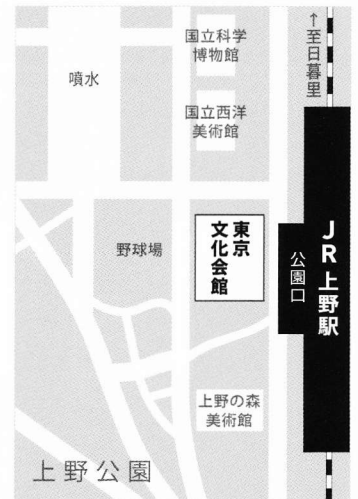 国立科学
博物館
↑至日暮里
噴水
国立西洋
美術館
東京
文化会館
野球場
JR上野駅
公園口
上野の森
美術館
上野公園